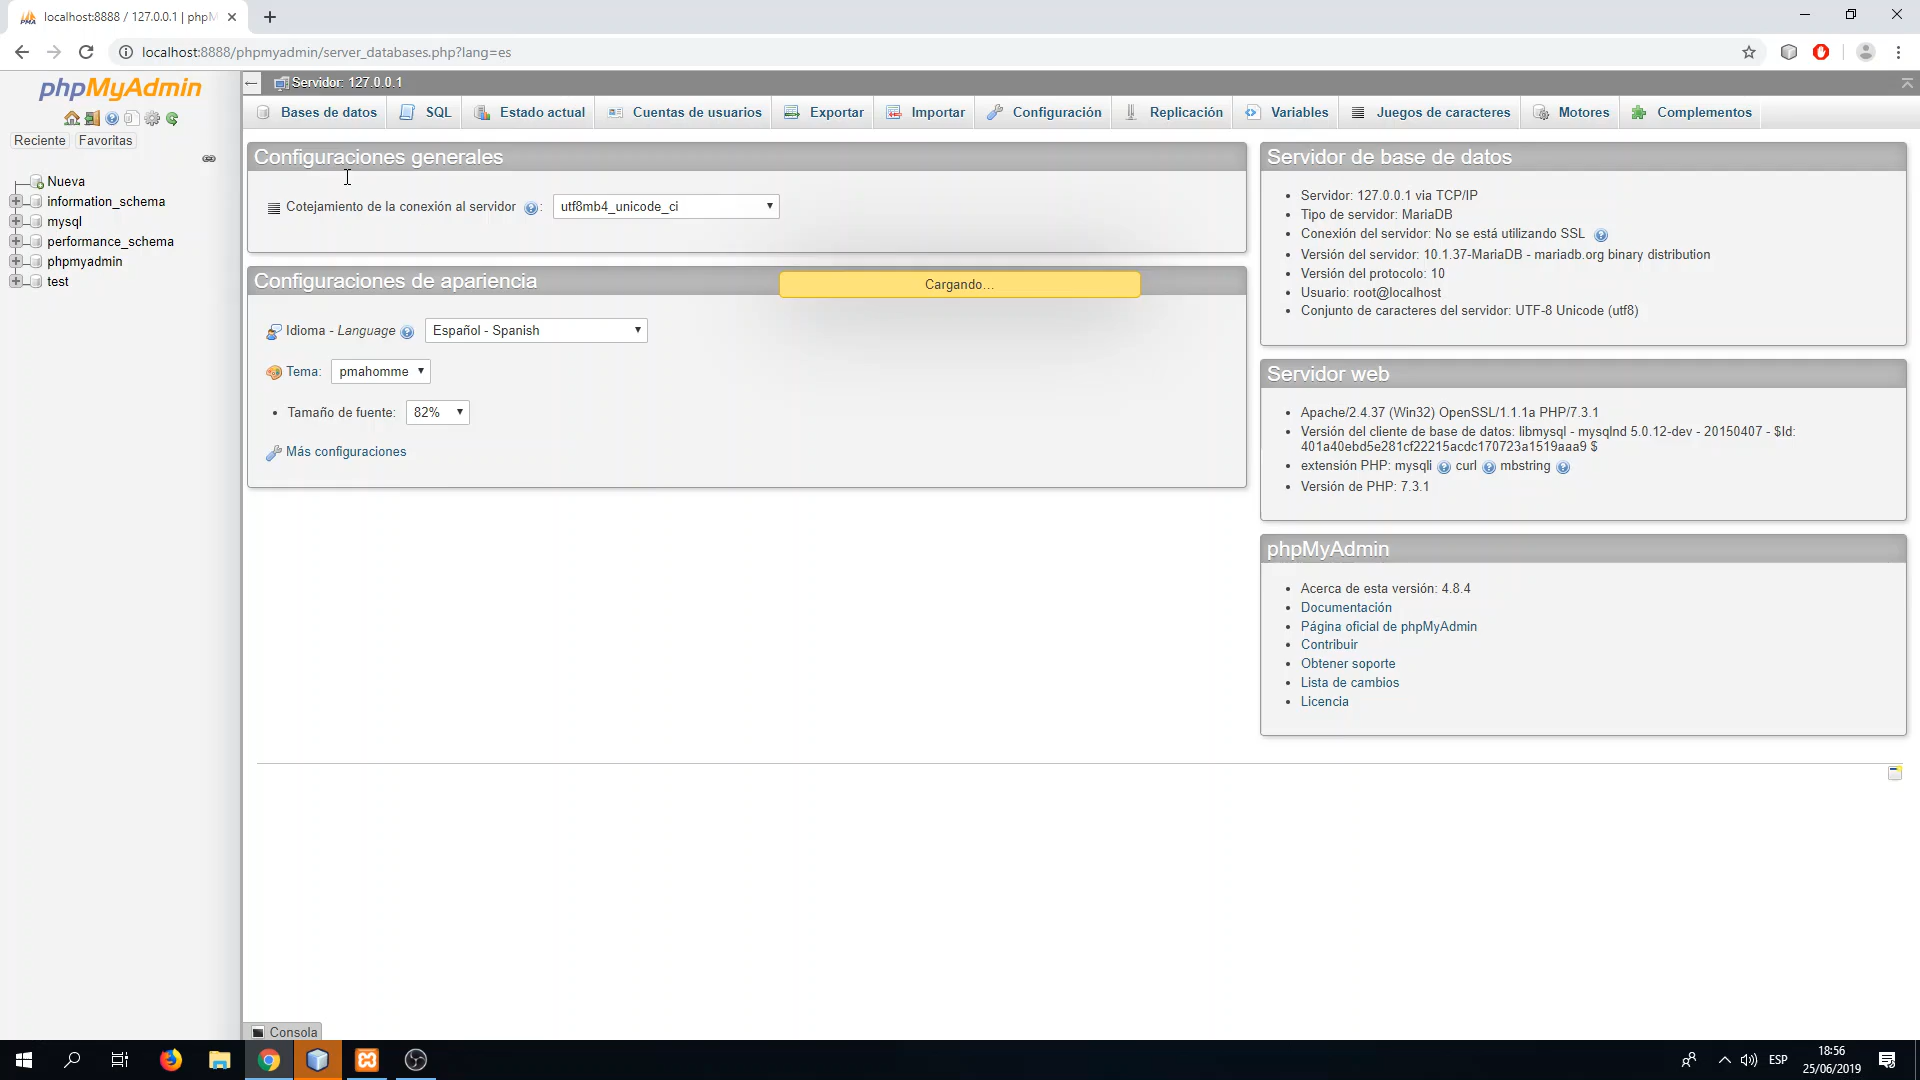 localhost:8888 / 127.0.0.1 | phpM
localhost:8888/phpmyadmin/server_databases.php?lang=es
phpMyAdmin
Reciente
Favoritas
Nueva
information_schema
mysql
performance_schema
phpmyadmin
test
Servidor: 127.0.0.1
Bases de datos
SQL
Estado actual
Cuentas de usuarios
Exportar
Importar
Configuración
Replicación
Variables
Juegos de caracteres
Motores
Complementos
Configuraciones generales
Cotejamiento de la conexión al servidor : utf8mb4_unicode_ci
Configuraciones de apariencia
Cargando...
Idioma - Language Español - Spanish
Tema: pmahomme
Tamaño de fuente: 82%
Más configuraciones
Servidor de base de datos
Servidor: 127.0.0.1 via TCP/IP
Tipo de servidor: MariaDB
Conexión del servidor: No se está utilizando SSL
Versión del servidor: 10.1.37-MariaDB - mariadb.org binary distribution
Versión del protocolo: 10
Usuario: root@localhost
Conjunto de caracteres del servidor: UTF-8 Unicode (utf8)
Servidor web
Apache/2.4.37 (Win32) OpenSSL/1.1.1a PHP/7.3.1
Versión del cliente de base de datos: libmysql - mysqlnd 5.0.12-dev - 20150407 - $Id:
401a40ebd5e281cf22215acdc170723a1519aaa9 $
extensión PHP: mysqli curl mbstring
Versión de PHP: 7.3.1
phpMyAdmin
Acerca de esta versión: 4.8.4
Documentación
Página oficial de phpMyAdmin
Contribuir
Obtener soporte
Lista de cambios
Licencia
Consola
ESP
18:56
25/06/2019